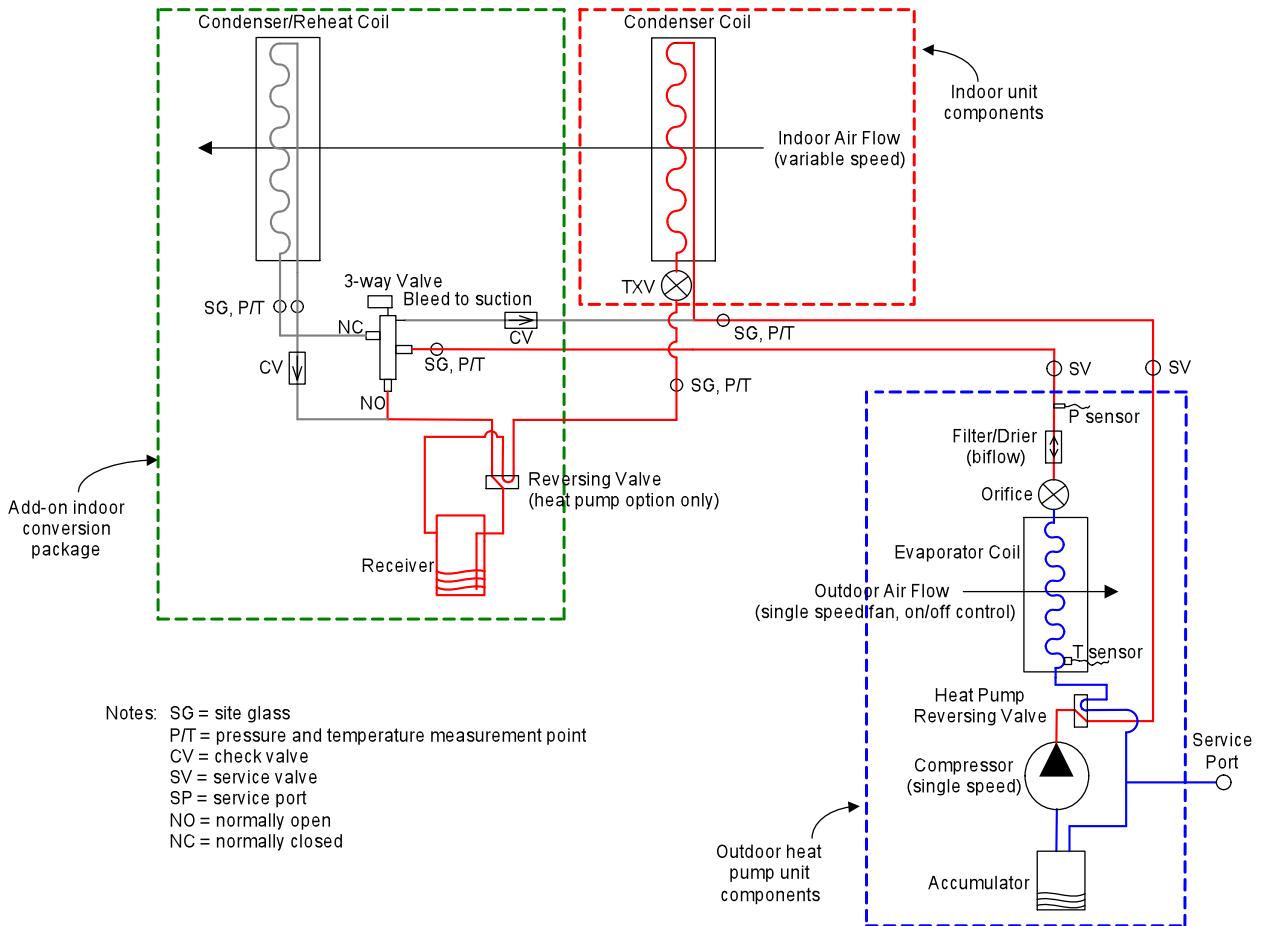 Condenser/Reheat Coil
Condenser Coil
Indoor unit
components
Indoor Air Flow
(variable speed)
3-way Valve
Bleed to suction
TXV
SG, P/T
NC
CV
SG, P/T
SG, P/T
CV
SV
SV
SG, P/T
NO
P sensor
Filter/Drier
(biflow)
Reversing Valve
(heat pump option only)
Orifice
Add-on indoor
conversion
package
Receiver
Evaporator Coil
Outdoor Air Flow
(single speed fan, on/off control)
T sensor
Heat Pump
Reversing Valve
Notes: SG = site glass
P/T = pressure and temperature measurement point
CV = check valve
SV = service valve
SP = service port
NO = normally open
NC = normally closed
Service
Port
Compressor
(single speed)
Outdoor heat
pump unit
components
Accumulator